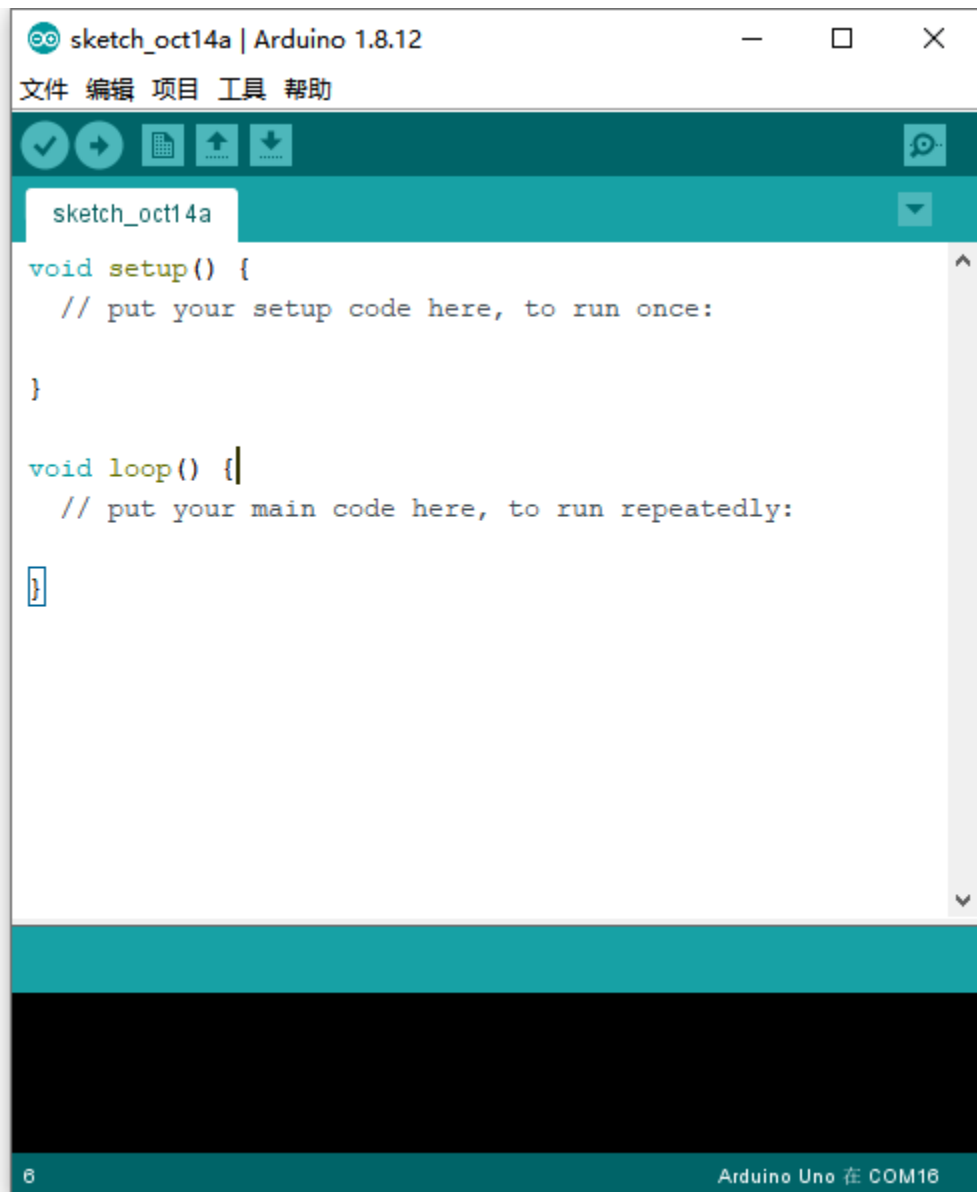 sketch_oct14a | Arduino 1.8.12
文件 编辑 项目 工具 帮助
sketch_oct14a
void setup() {
  // put your setup code here, to run once:
}
void loop() {
  // put your main code here, to run repeatedly:
}
6
Arduino Uno 在 COM16